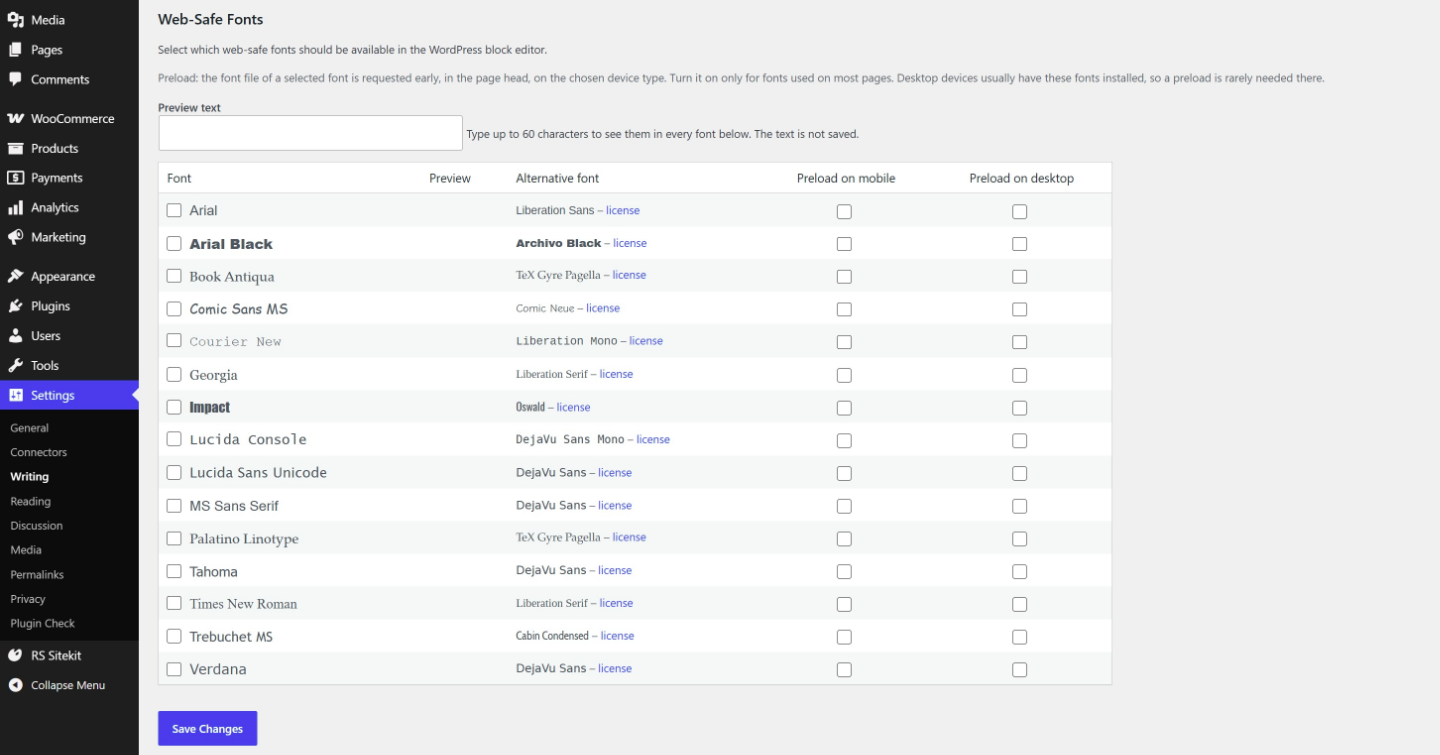 Media
Pages
Comments
WooCommerce
Products
Payments
Analytics
Marketing
Appearance
Plugins
Users
Tools
Settings
General
Connectors
Writing
Reading
Discussion
Media
Permalinks
Privacy
Plugin Check
RS Sitekit
Collapse Menu
Web-Safe Fonts
Select which web-safe fonts should be available in the WordPress block editor.
Preload: the font file of a selected font is requested early, in the page head, on the chosen device type. Turn it on only for fonts used on most pages. Desktop devices usually have these fonts installed, so a preload is rarely needed there.
Preview text
Type up to 60 characters to see them in every font below. The text is not saved.
Font Preview Alternative font Preload on mobile Preload on desktop
Arial Liberation Sans – license
Arial Black Archivo Black – license
Book Antiqua TeX Gyre Pagella – license
Comic Sans MS Comic Neue – license
Courier New Liberation Mono – license
Georgia Liberation Serif – license
Impact Oswald – license
Lucida Console DejaVu Sans Mono – license
Lucida Sans Unicode DejaVu Sans – license
MS Sans Serif DejaVu Sans – license
Palatino Linotype TeX Gyre Pagella – license
Tahoma DejaVu Sans – license
Times New Roman Liberation Serif – license
Trebuchet MS Cabin Condensed – license
Verdana DejaVu Sans – license
Save Changes